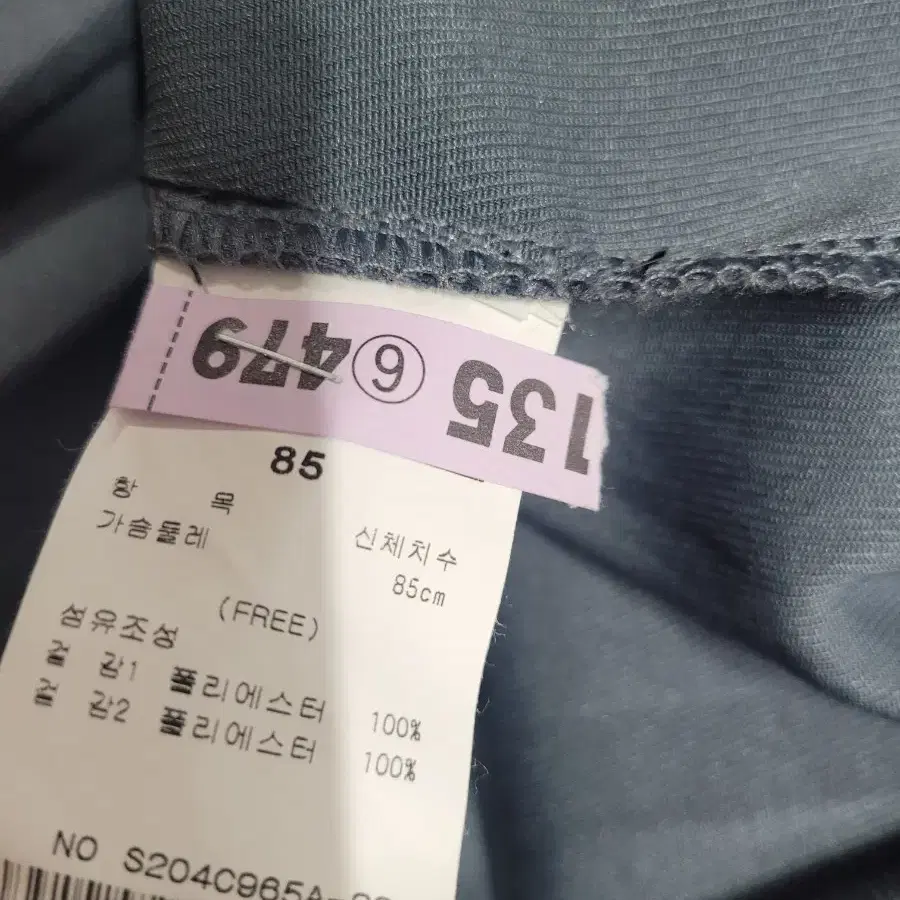 135 ⑨ 479
85
항 목 신체치수
가슴둘레 85cm
(FREE)
섬유조성
겉 감1 폴리에스터 100%
겉 감2 폴리에스터 100%
NO S204C965A-